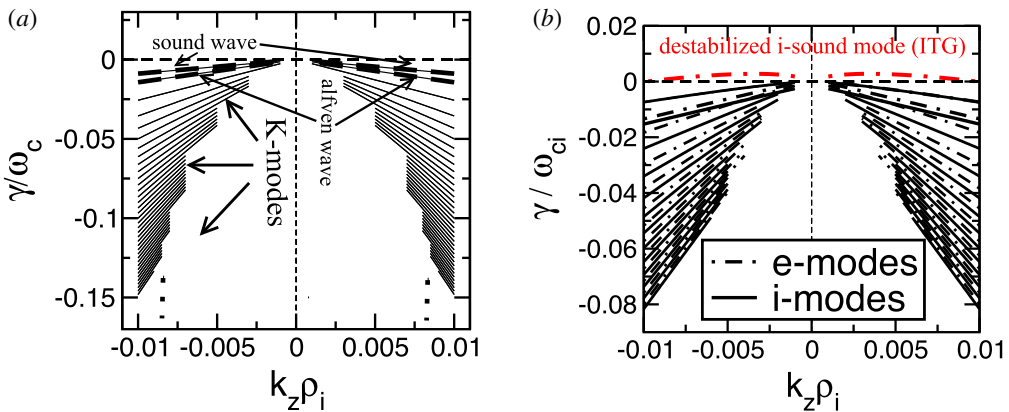 (a)
sound wave
0
-0.05
-0.1
-0.15
γ/ω_c
alfven wave
K-modes
-0.01
-0.005
0
0.005
0.01
k_zρ_i
(b)
destabilized i-sound mode (ITG)
0.02
0
-0.02
-0.04
-0.06
-0.08
γ / ω_ci
e-modes
i-modes
-0.01
-0.005
0
0.005
0.01
k_zρ_i